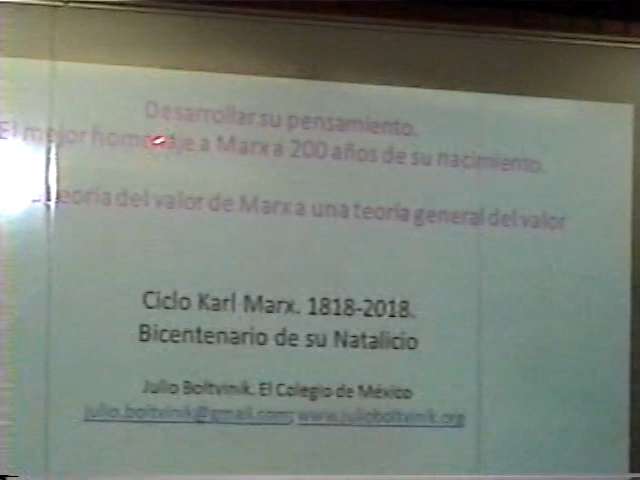 Desarrollar su pensamiento.
El mejor homenaje a Marx a 200 años de su nacimiento.
teoría del valor de Marx a una teoría general del valor
Ciclo Karl Marx. 1818-2018.
Bicentenario de su Natalicio
Julio Boltvinik. El Colegio de México
julio.boltvinik@gmail.com; www.julioboltvinik.org